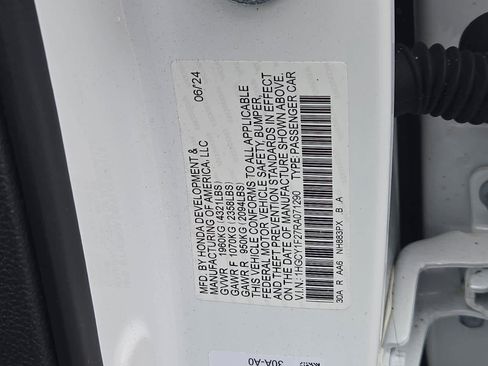 MFD. BY HONDA DEVELOPMENT & 06/24
MANUFACTURING OF AMERICA, LLC
GVWR 1960KG (4321LBS)
GAWR F 1070KG (2358LBS)
GAWR R 950KG (2094LBS)
THIS VEHICLE CONFORMS TO ALL APPLICABLE
FEDERAL MOTOR VEHICLE SAFETY, BUMPER,
AND THEFT PREVENTION STANDARDS IN EFFECT
ON THE DATE OF MANUFACTURE SHOWN ABOVE.
V.I.N.: 1HGCY1F27RA071290 TYPE:PASSENGER CAR
30A R AA6 NH883PX B A
30A-A0